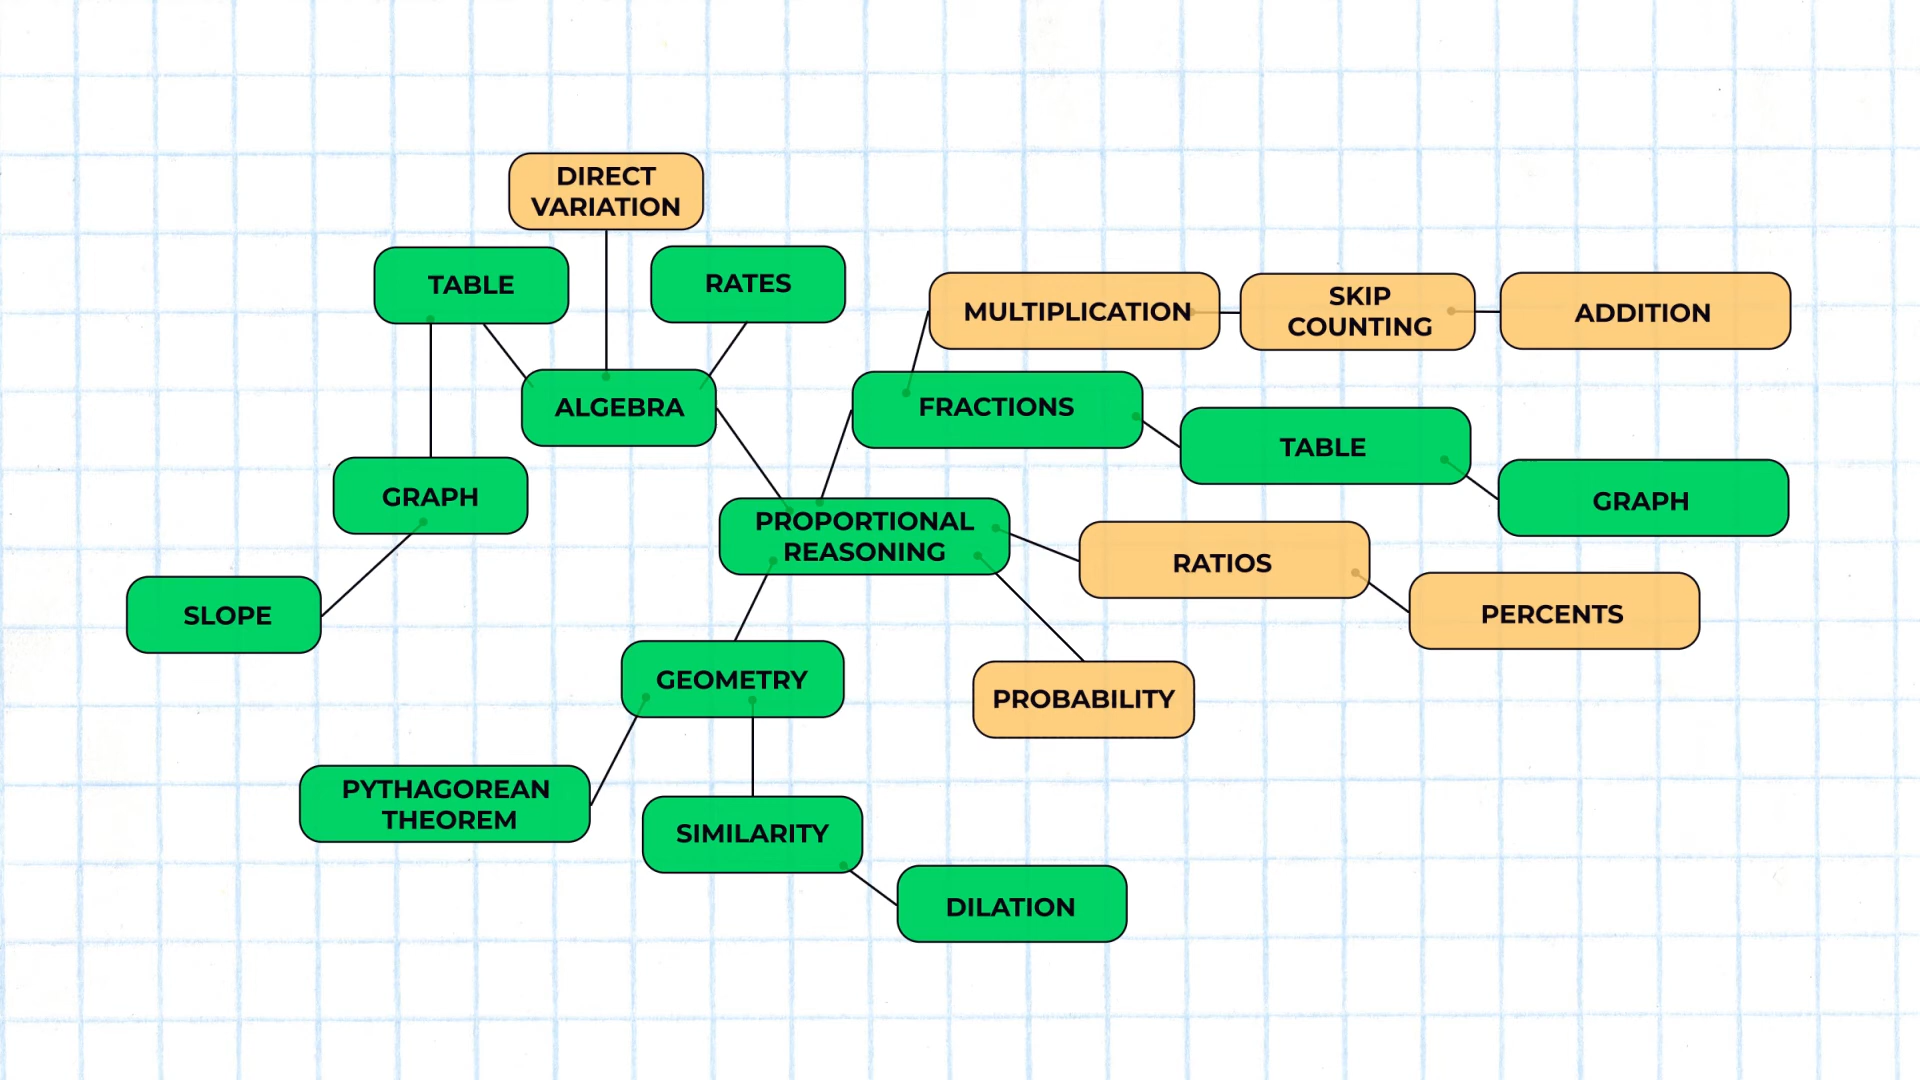 DIRECT
VARIATION
TABLE
RATES
ALGEBRA
GRAPH
SLOPE
MULTIPLICATION
SKIP
COUNTING
ADDITION
FRACTIONS
TABLE
GRAPH
PROPORTIONAL
REASONING
RATIOS
PERCENTS
PROBABILITY
GEOMETRY
PYTHAGOREAN
THEOREM
SIMILARITY
DILATION